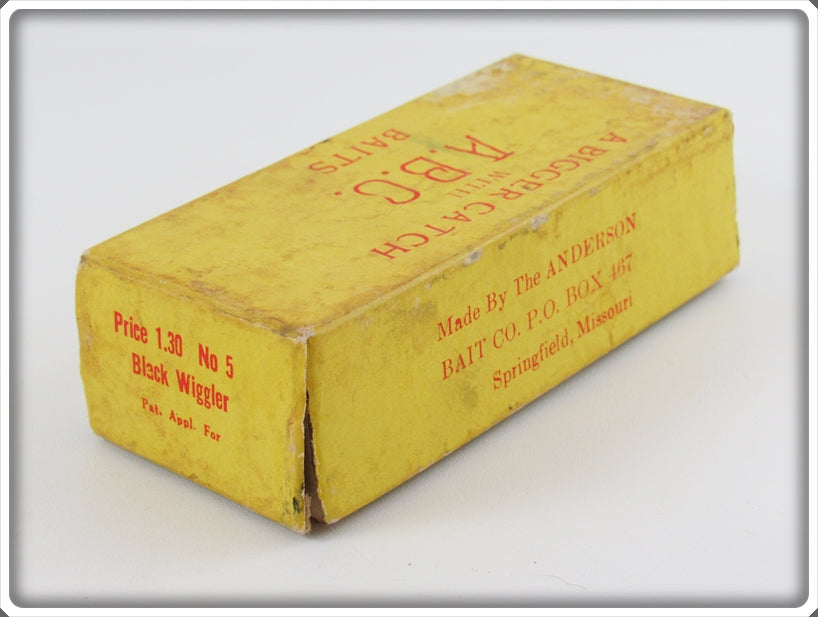 A BIGGER CATCH
WITH
A.B.C.
BAITS
Made By The ANDERSON
BAIT CO. P.O. BOX 467
Springfield, Missouri
Price 1.30 No 5
Black Wiggler
Pat. Appl. For